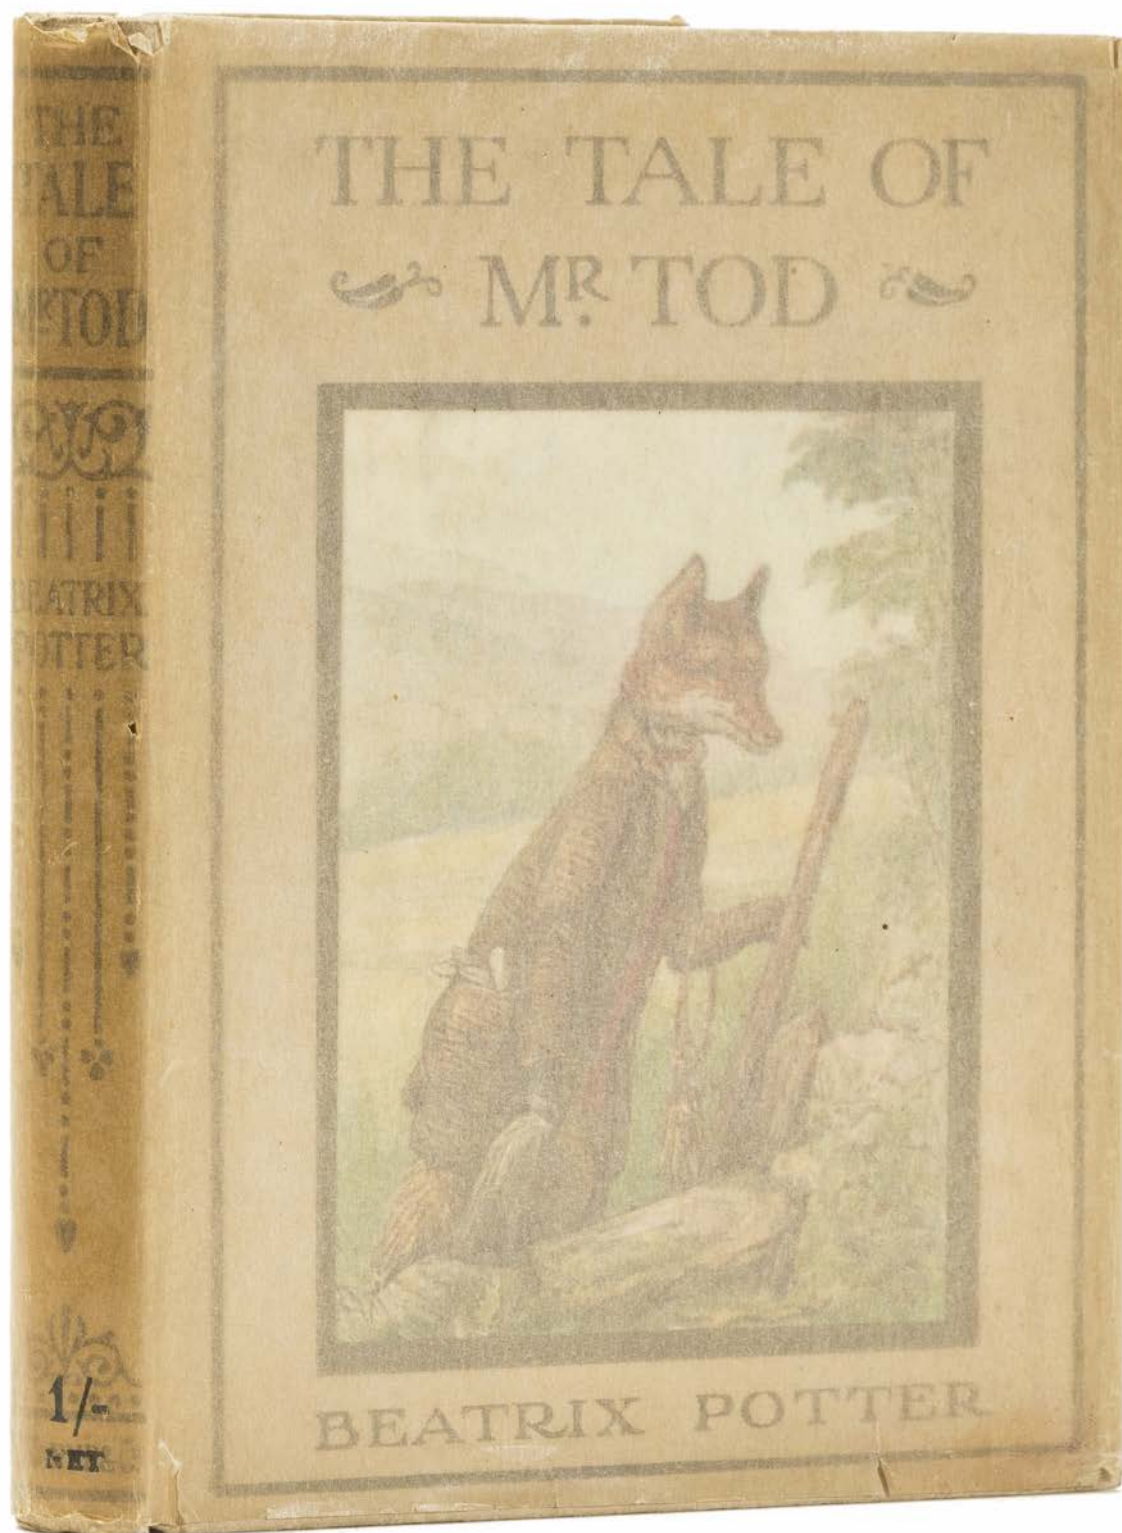 THE
TALE
OF
MR TOD
BEATRIX
POTTER
1/-
NET
THE TALE OF
MR. TOD
BEATRIX POTTER